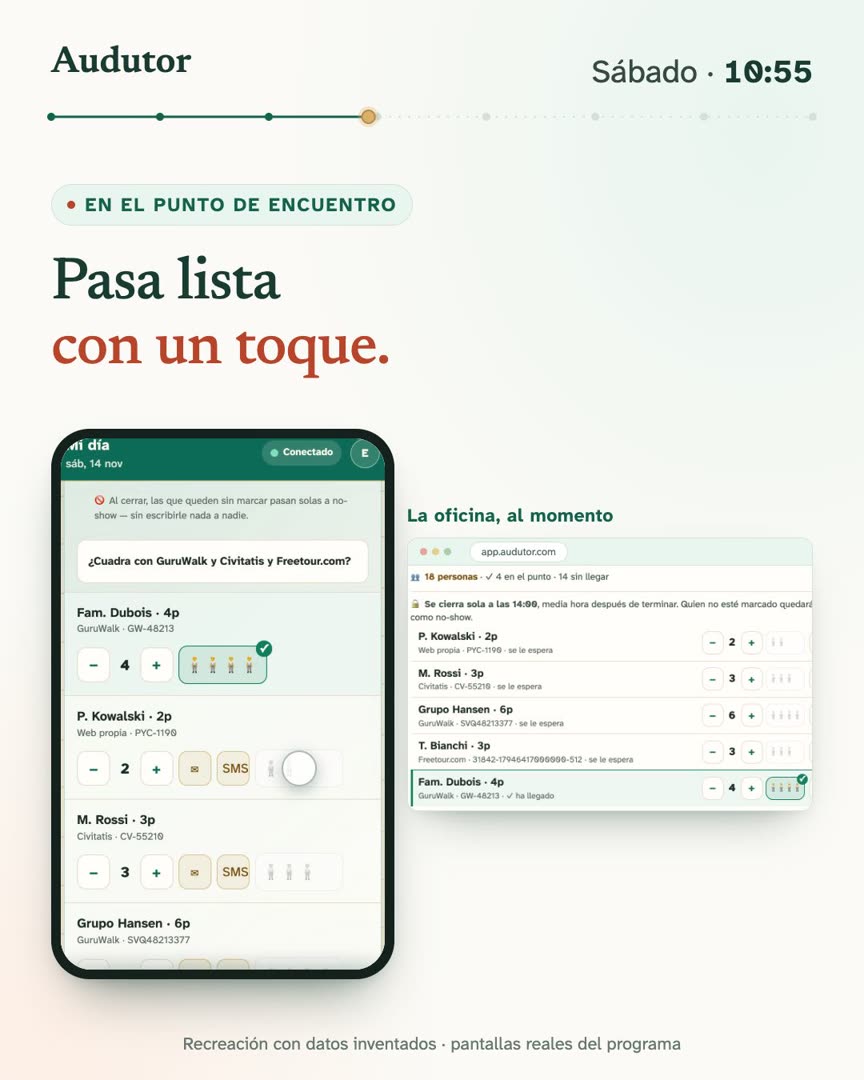 Audutor
Sábado · 10:55
EN EL PUNTO DE ENCUENTRO
Pasa lista
con un toque.
Mi día
sáb, 14 nov
Conectado
E
Al cerrar, las que queden sin marcar pasan solas a no-
show — sin escribirle nada a nadie.
¿Cuadra con GuruWalk y Civitatis y Freetour.com?
Fam. Dubois · 4p
GuruWalk · GW-48213
− 4 +
P. Kowalski · 2p
Web propia · PYC-1190
− 2 + SMS
M. Rossi · 3p
Civitatis · CV-55210
− 3 + SMS
Grupo Hansen · 6p
GuruWalk · SVQ48213377
La oficina, al momento
app.audutor.com
18 personas · ✓ 4 en el punto · 14 sin llegar
Se cierra sola a las 14:00, media hora después de terminar. Quien no esté marcado quedará
como no-show.
P. Kowalski · 2p
Web propia · PYC-1190 · se le espera
− 2 +
M. Rossi · 3p
Civitatis · CV-55210 · se le espera
− 3 +
Grupo Hansen · 6p
GuruWalk · SVQ48213377 · se le espera
− 6 +
T. Bianchi · 3p
Freetour.com · 31842-17946417000000-512 · se le espera
− 3 +
Fam. Dubois · 4p
GuruWalk · GW-48213 · ✓ ha llegado
− 4 +
Recreación con datos inventados · pantallas reales del programa